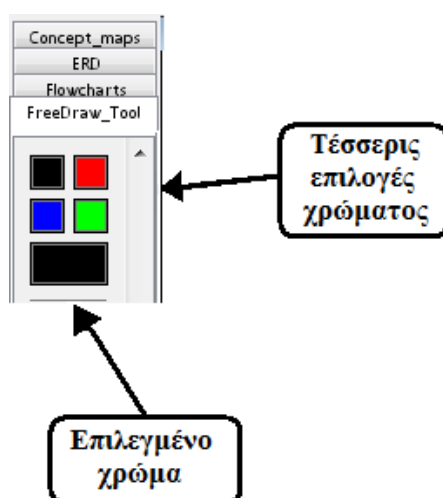 Concept_maps
ERD
Flowcharts
FreeDraw_Tool
Τέσσερις
επιλογές
χρώματος
Επιλεγμένο
χρώμα